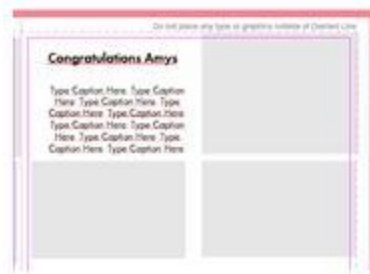 Do not place any type or graphics outside of Dashed Line
Congratulations Amys
Type Caption Here Type Caption
Here Type Caption Here Type
Caption Here Type Caption Here
Type Caption Here Type Caption
Here Type Caption Here Type
Caption Here Type Caption Here